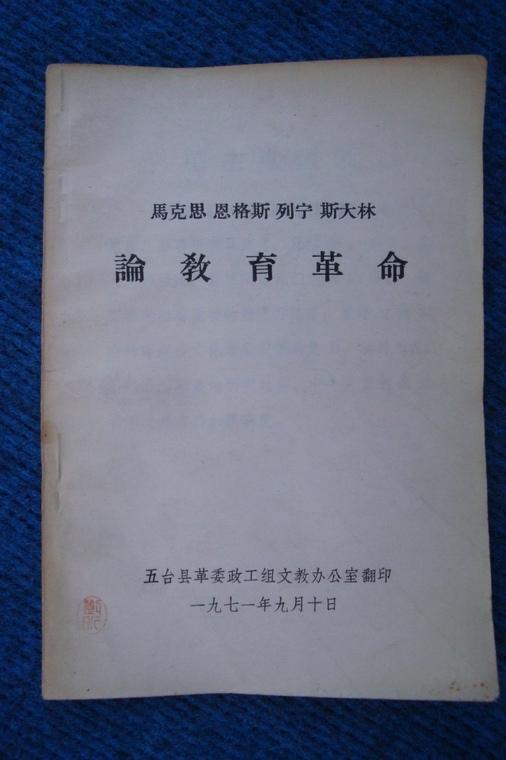 馬克思 恩格斯 列宁 斯大林
論教育革命
五台县革委政工组文教办公室翻印
一九七一年九月十日